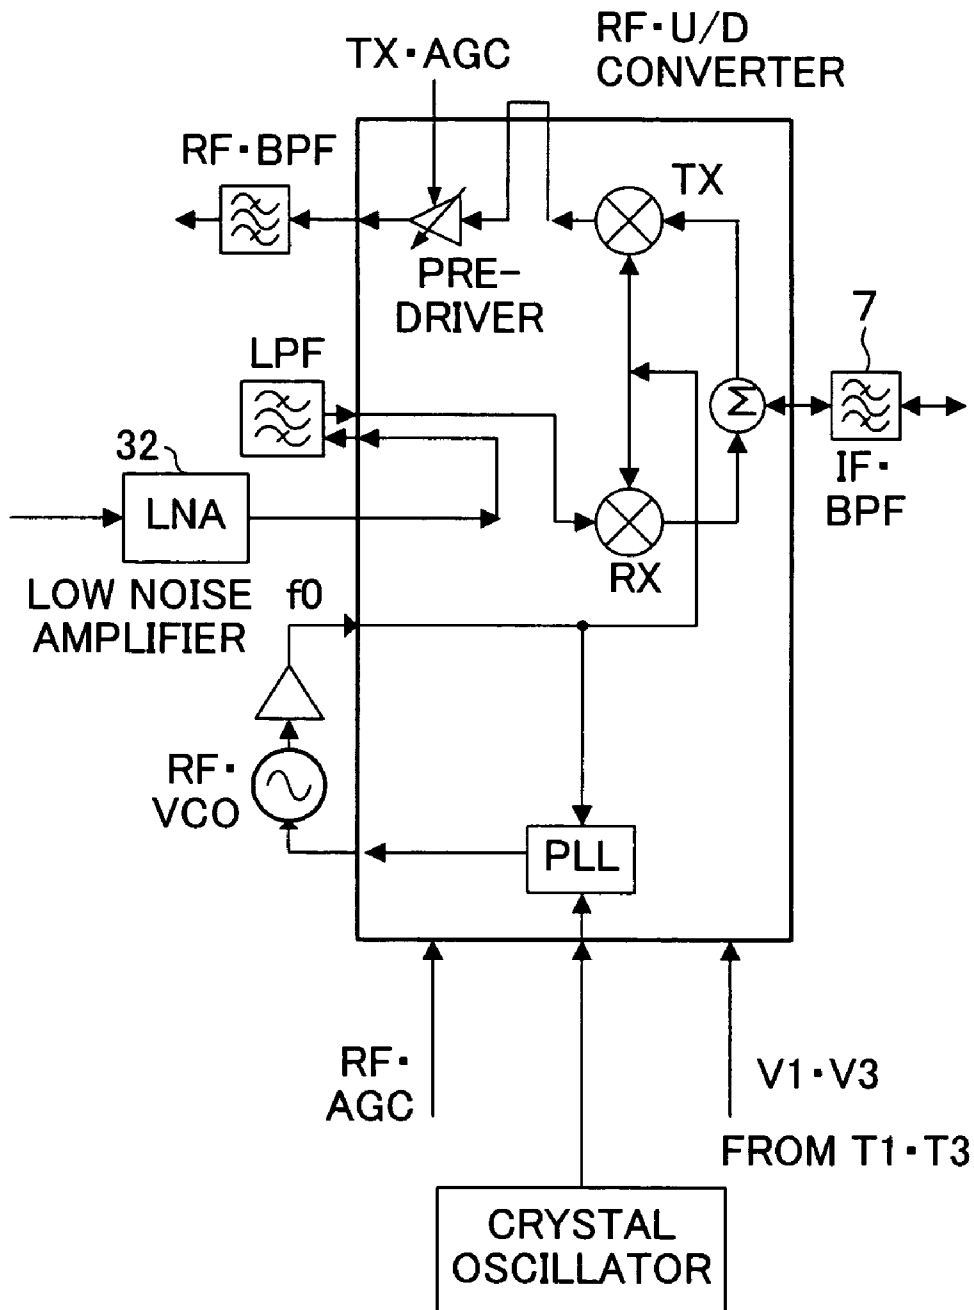 RF・U/D
CONVERTER
TX・AGC
RF・BPF
TX
PRE-
DRIVER
7
LPF
Σ
32
LNA
IF・
BPF
RX
LOW NOISE
AMPLIFIER
f0
RF・
VCO
PLL
RF・
AGC
V1・V3
FROM T1・T3
CRYSTAL
OSCILLATOR